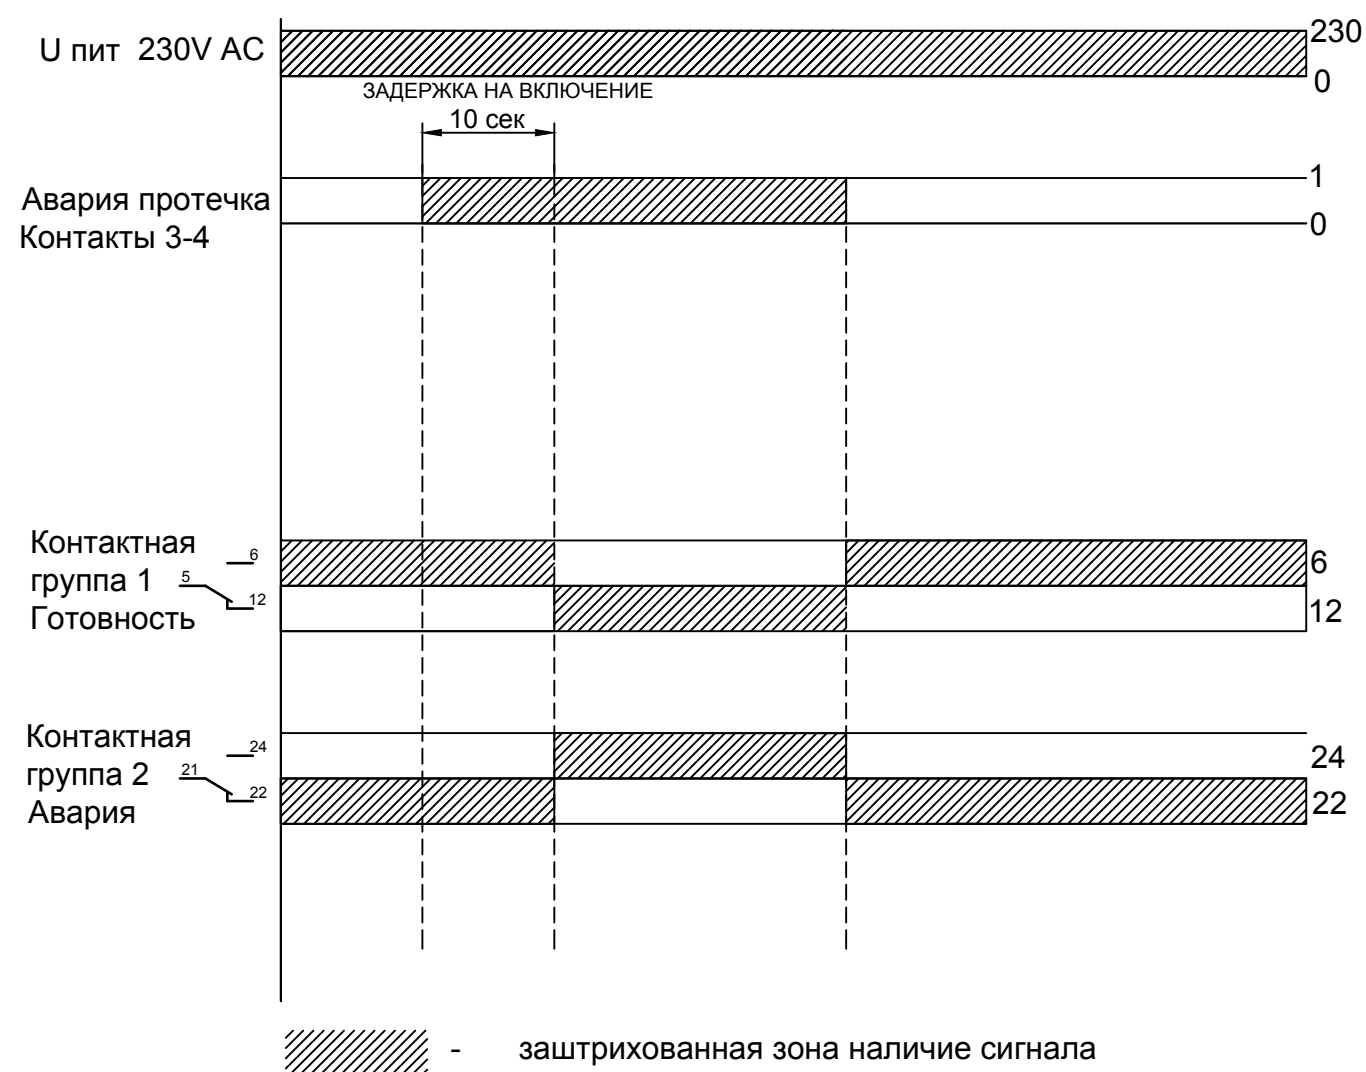 U пит 230V AC
230
0
ЗАДЕРЖКА НА ВКЛЮЧЕНИЕ
10 сек
Авария протечка
Контакты 3-4
1
0
Контактная
группа 1
Готовность
6
5
12
6
12
Контактная
группа 2
Авария
24
21
22
24
22
- заштрихованная зона наличие сигнала